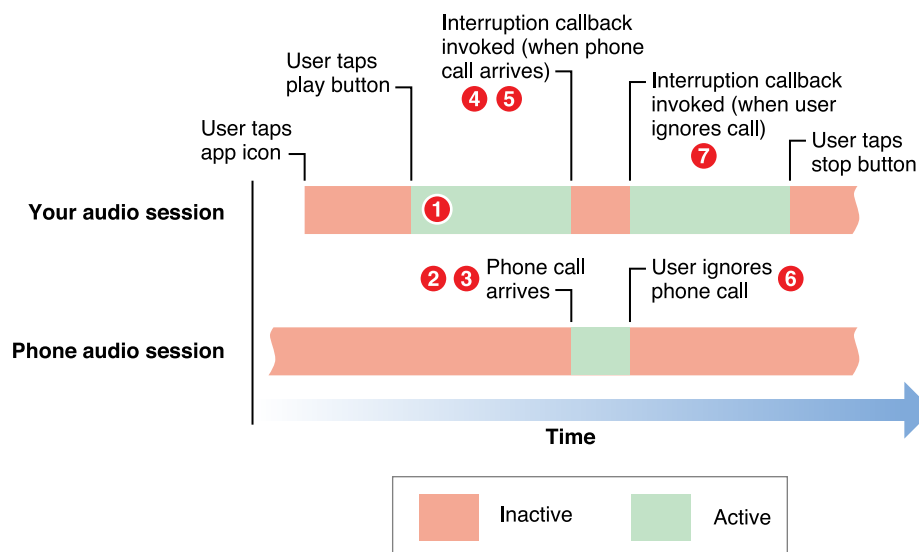 Interruption callback
invoked (when phone
call arrives)
4 5
User taps
play button
Interruption callback
invoked (when user
ignores call)
7
User taps
app icon
User taps
stop button
Your audio session
1
2 3 Phone call
arrives
User ignores
phone call 6
Phone audio session
Time
Inactive
Active